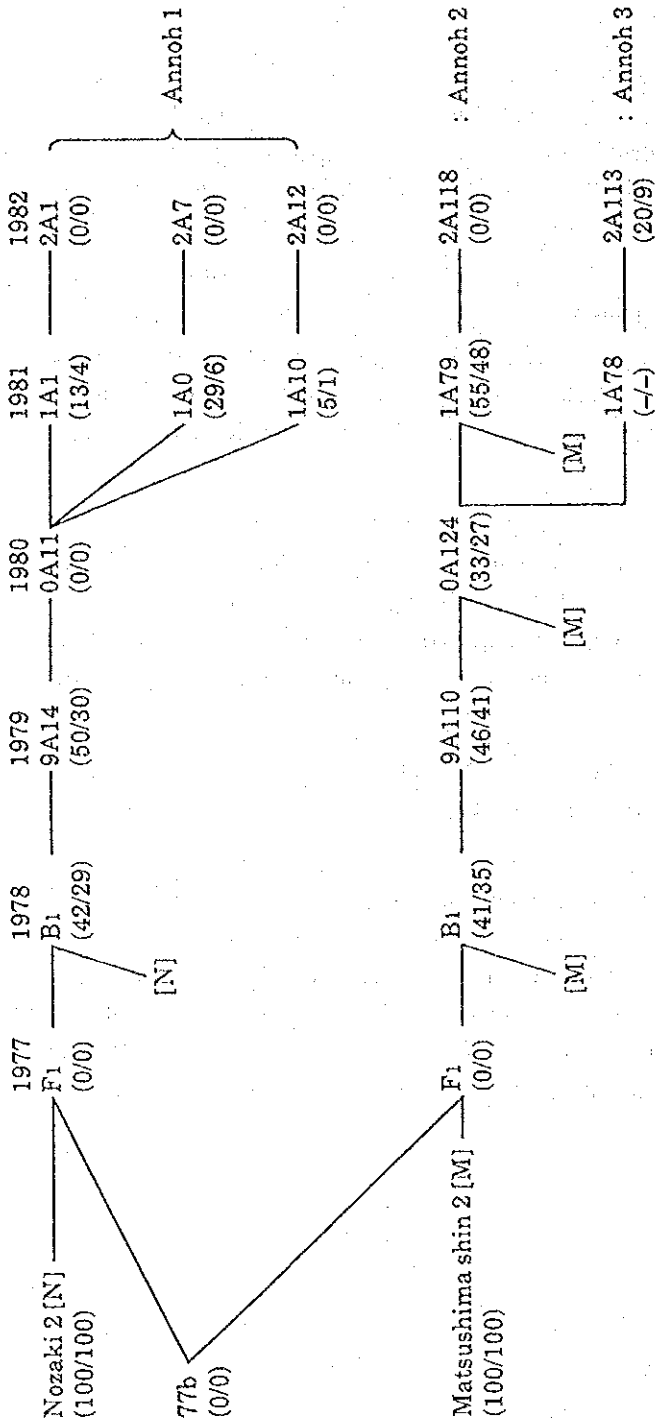 1977 1978 1979 1980 1981 1982
Nozaki 2 [N] F1 B1 9A14 0A11 1A1 2A1
(100/100) (0/0) (42/29) (50/30) (0/0) (13/4) (0/0)
[N]
77b 1A0 2A7 Annoh 1
(0/0) (29/6) (0/0)
1A10 2A12
(5/1) (0/0)
Matsushima shin 2 [M] F1 B1 9A110 0A124 1A79 2A118 : Annoh 2
(100/100) (0/0) (41/35) (46/41) (33/27) (55/48) (0/0)
[M] [M] [M]
1A78 2A113 : Annoh 3
(-/-) (20/9)